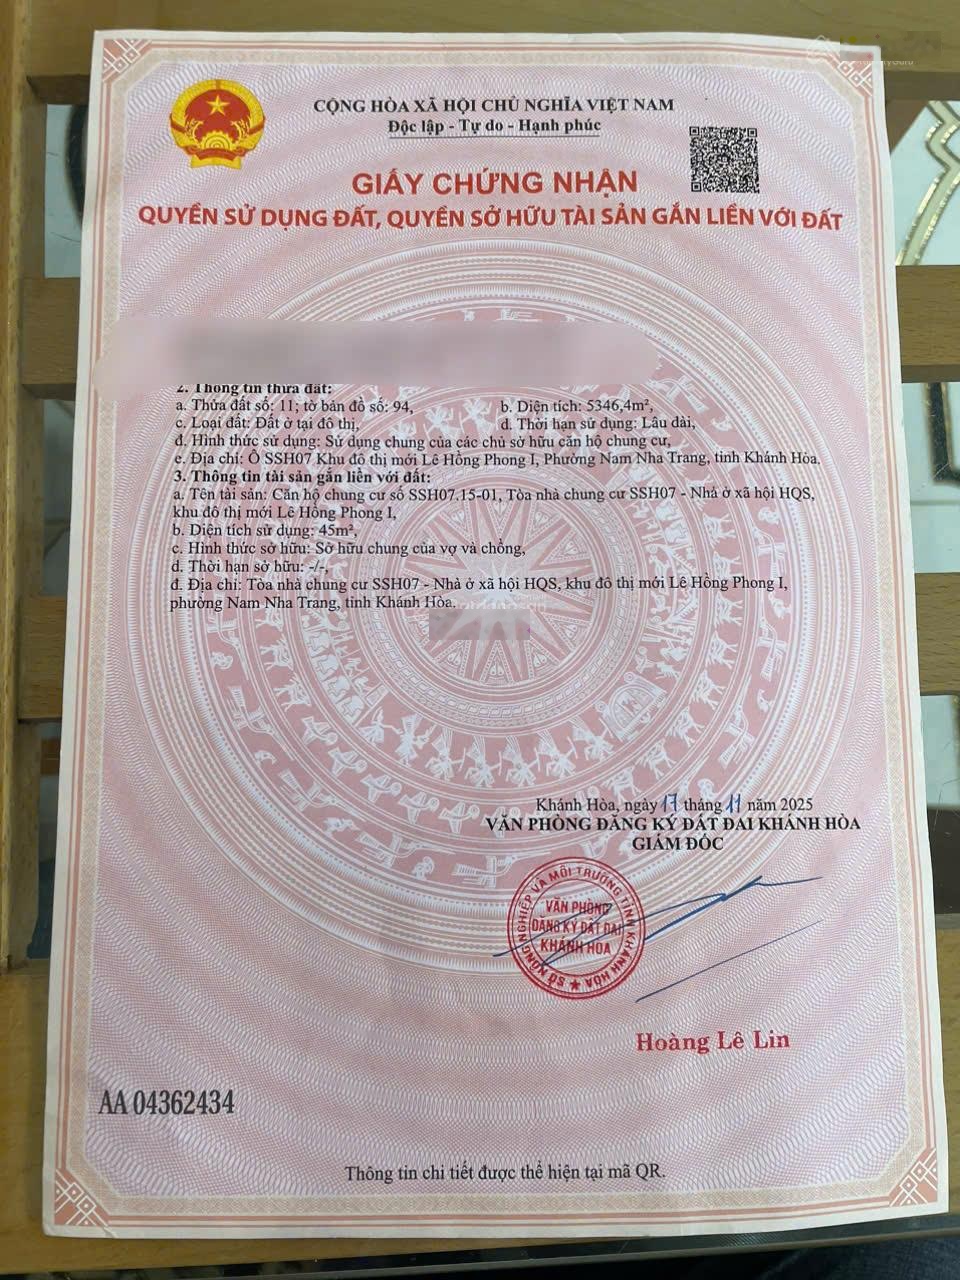 CỘNG HÒA XÃ HỘI CHỦ NGHĨA VIỆT NAM
Độc lập - Tự do - Hạnh phúc
GIẤY CHỨNG NHẬN
QUYỀN SỬ DỤNG ĐẤT, QUYỀN SỞ HỮU TÀI SẢN GẮN LIỀN VỚI ĐẤT
2. Thông tin thửa đất:
a. Thửa đất số: 11; tờ bản đồ số: 94, b. Diện tích: 5346,4m²,
c. Loại đất: Đất ở tại đô thị, d. Thời hạn sử dụng: Lâu dài,
đ. Hình thức sử dụng: Sử dụng chung của các chủ sở hữu căn hộ chung cư,
e. Địa chỉ: Ô SSH07 Khu đô thị mới Lê Hồng Phong I, Phường Nam Nha Trang, tỉnh Khánh Hòa.
3. Thông tin tài sản gắn liền với đất:
a. Tên tài sản: Căn hộ chung cư số SSH07.15-01, Tòa nhà chung cư SSH07 - Nhà ở xã hội HQS,
khu đô thị mới Lê Hồng Phong I,
b. Diện tích sử dụng: 45m²,
c. Hình thức sở hữu: Sở hữu chung của vợ và chồng,
d. Thời hạn sở hữu: -/-,
đ. Địa chỉ: Tòa nhà chung cư SSH07 - Nhà ở xã hội HQS, khu đô thị mới Lê Hồng Phong I,
phường Nam Nha Trang, tỉnh Khánh Hòa.
Khánh Hòa, ngày 17 tháng 11 năm 2025
VĂN PHÒNG ĐĂNG KÝ ĐẤT ĐAI KHÁNH HÒA
GIÁM ĐỐC
SỞ NÔNG NGHIỆP VÀ MÔI TRƯỜNG TỈNH KHÁNH HÒA
VĂN PHÒNG
ĐĂNG KÝ ĐẤT ĐAI
KHÁNH HÒA
Hoàng Lê Lin
AA 04362434
Thông tin chi tiết được thể hiện tại mã QR.